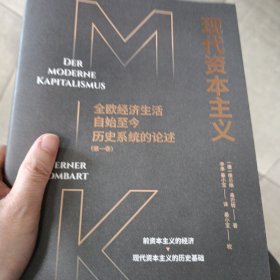 现代资本主义
DER
MODERNE
KAPITALISMUS
全欧经济生活
自始至今
历史系统的论述
(第一卷)
ERNER
OMBART
前资本主义的经济
现代资本主义的历史基础
M
K